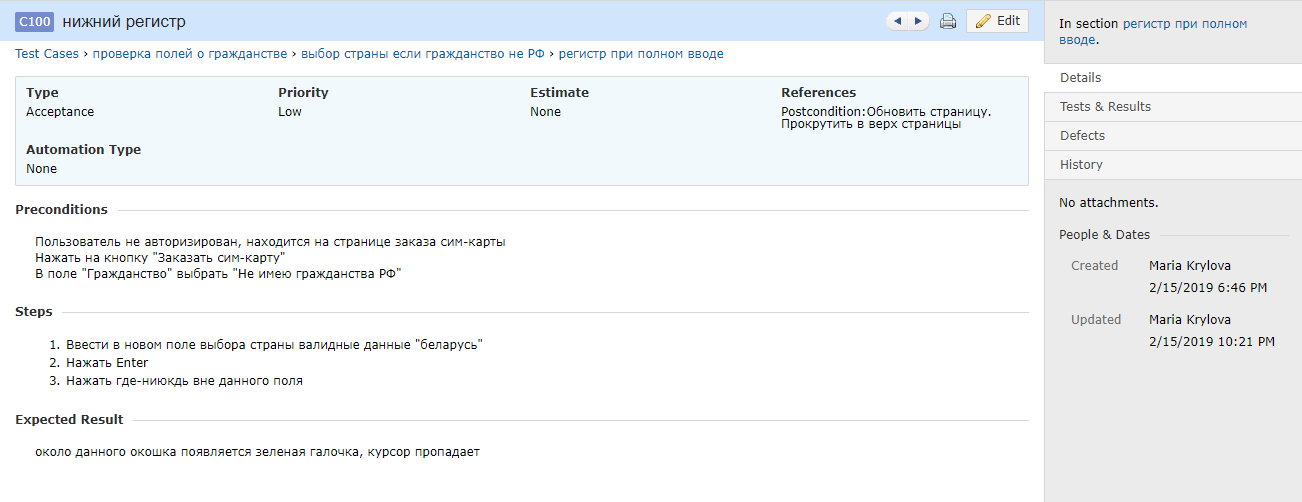 C100 нижний регистр
Edit
Test Cases › проверка полей о гражданстве › выбор страны если гражданство не РФ › регистр при полном вводе
Type
Priority
Estimate
References
Acceptance
Low
None
Postcondition:Обновить страницу.
Прокрутить в верх страницы
Automation Type
None
Preconditions
Пользователь не авторизирован, находится на странице заказа сим-карты
Нажать на кнопку "Заказать сим-карту"
В поле "Гражданство" выбрать "Не имею гражданства РФ"
Steps
1. Ввести в новом поле выбора страны валидные данные "беларусь"
2. Нажать Enter
3. Нажать где-ниюкдь вне данного поля
Expected Result
около данного окошка появляется зеленая галочка, курсор пропадает
In section регистр при полном
вводе.
Details
Tests & Results
Defects
History
No attachments.
People & Dates
Created Maria Krylova
2/15/2019 6:46 PM
Updated Maria Krylova
2/15/2019 10:21 PM